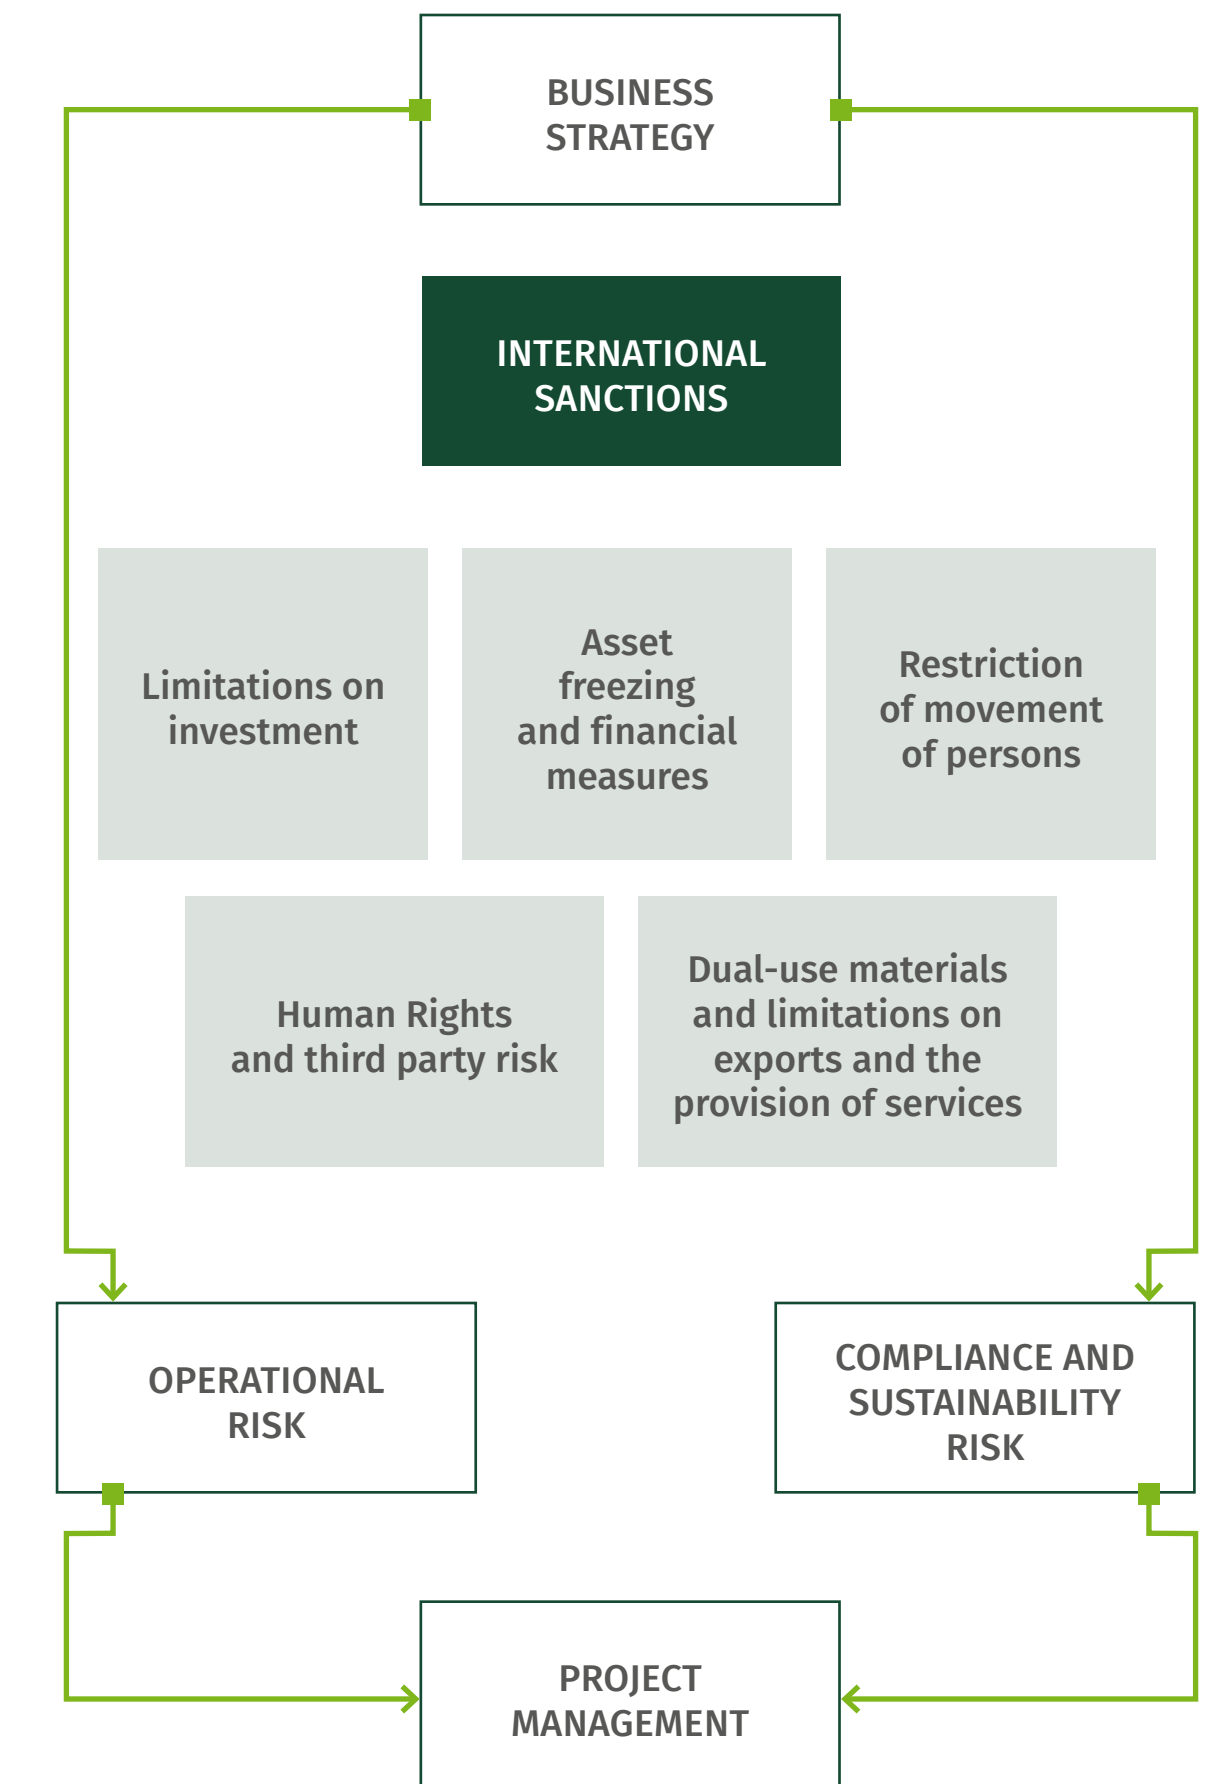 BUSINESS
STRATEGY
INTERNATIONAL
SANCTIONS
Limitations on
investment
Asset
freezing
and financial
measures
Restriction
of movement
of persons
Human Rights
and third party risk
Dual-use materials
and limitations on
exports and the
provision of services
OPERATIONAL
RISK
COMPLIANCE AND
SUSTAINABILITY
RISK
PROJECT
MANAGEMENT